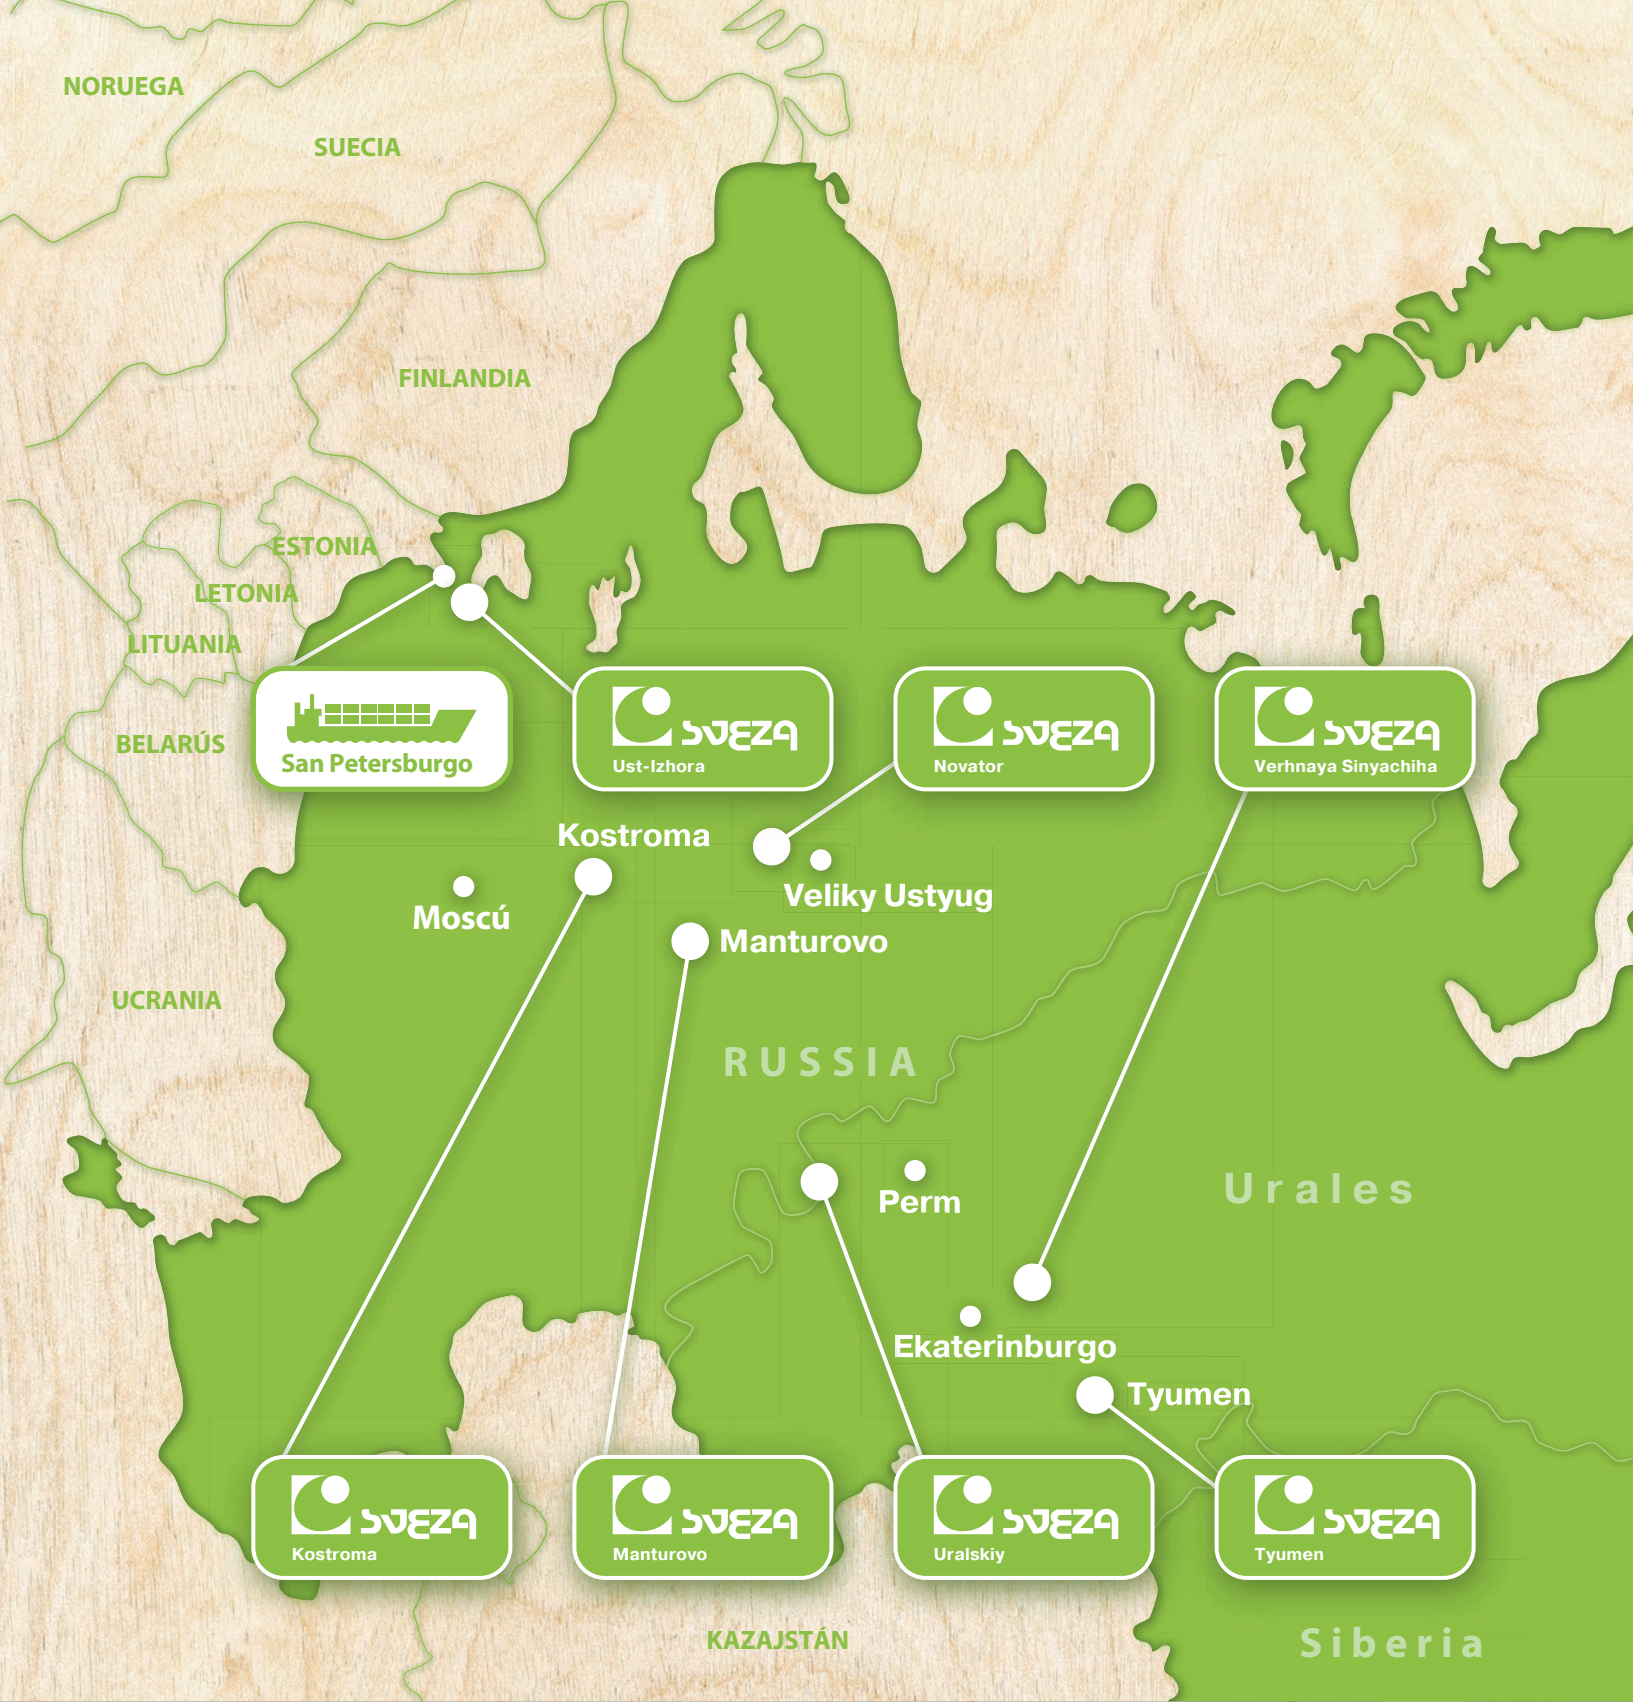 NORUEGA
SUECIA
FINLANDIA
ESTONIA
LETONIA
LITUANIA
BELARÚS
San Petersburgo
SVEZA
Ust-Izhora
SVEZA
Novator
SVEZA
Verhnaya Sinyachiha
Kostroma
Moscú
Veliky Ustyug
Manturovo
UCRANIA
RUSSIA
Perm
Urales
Ekaterinburgo
Tyumen
SVEZA
Kostroma
SVEZA
Manturovo
SVEZA
Uralskiy
SVEZA
Tyumen
KAZAJSTÁN
Siberia